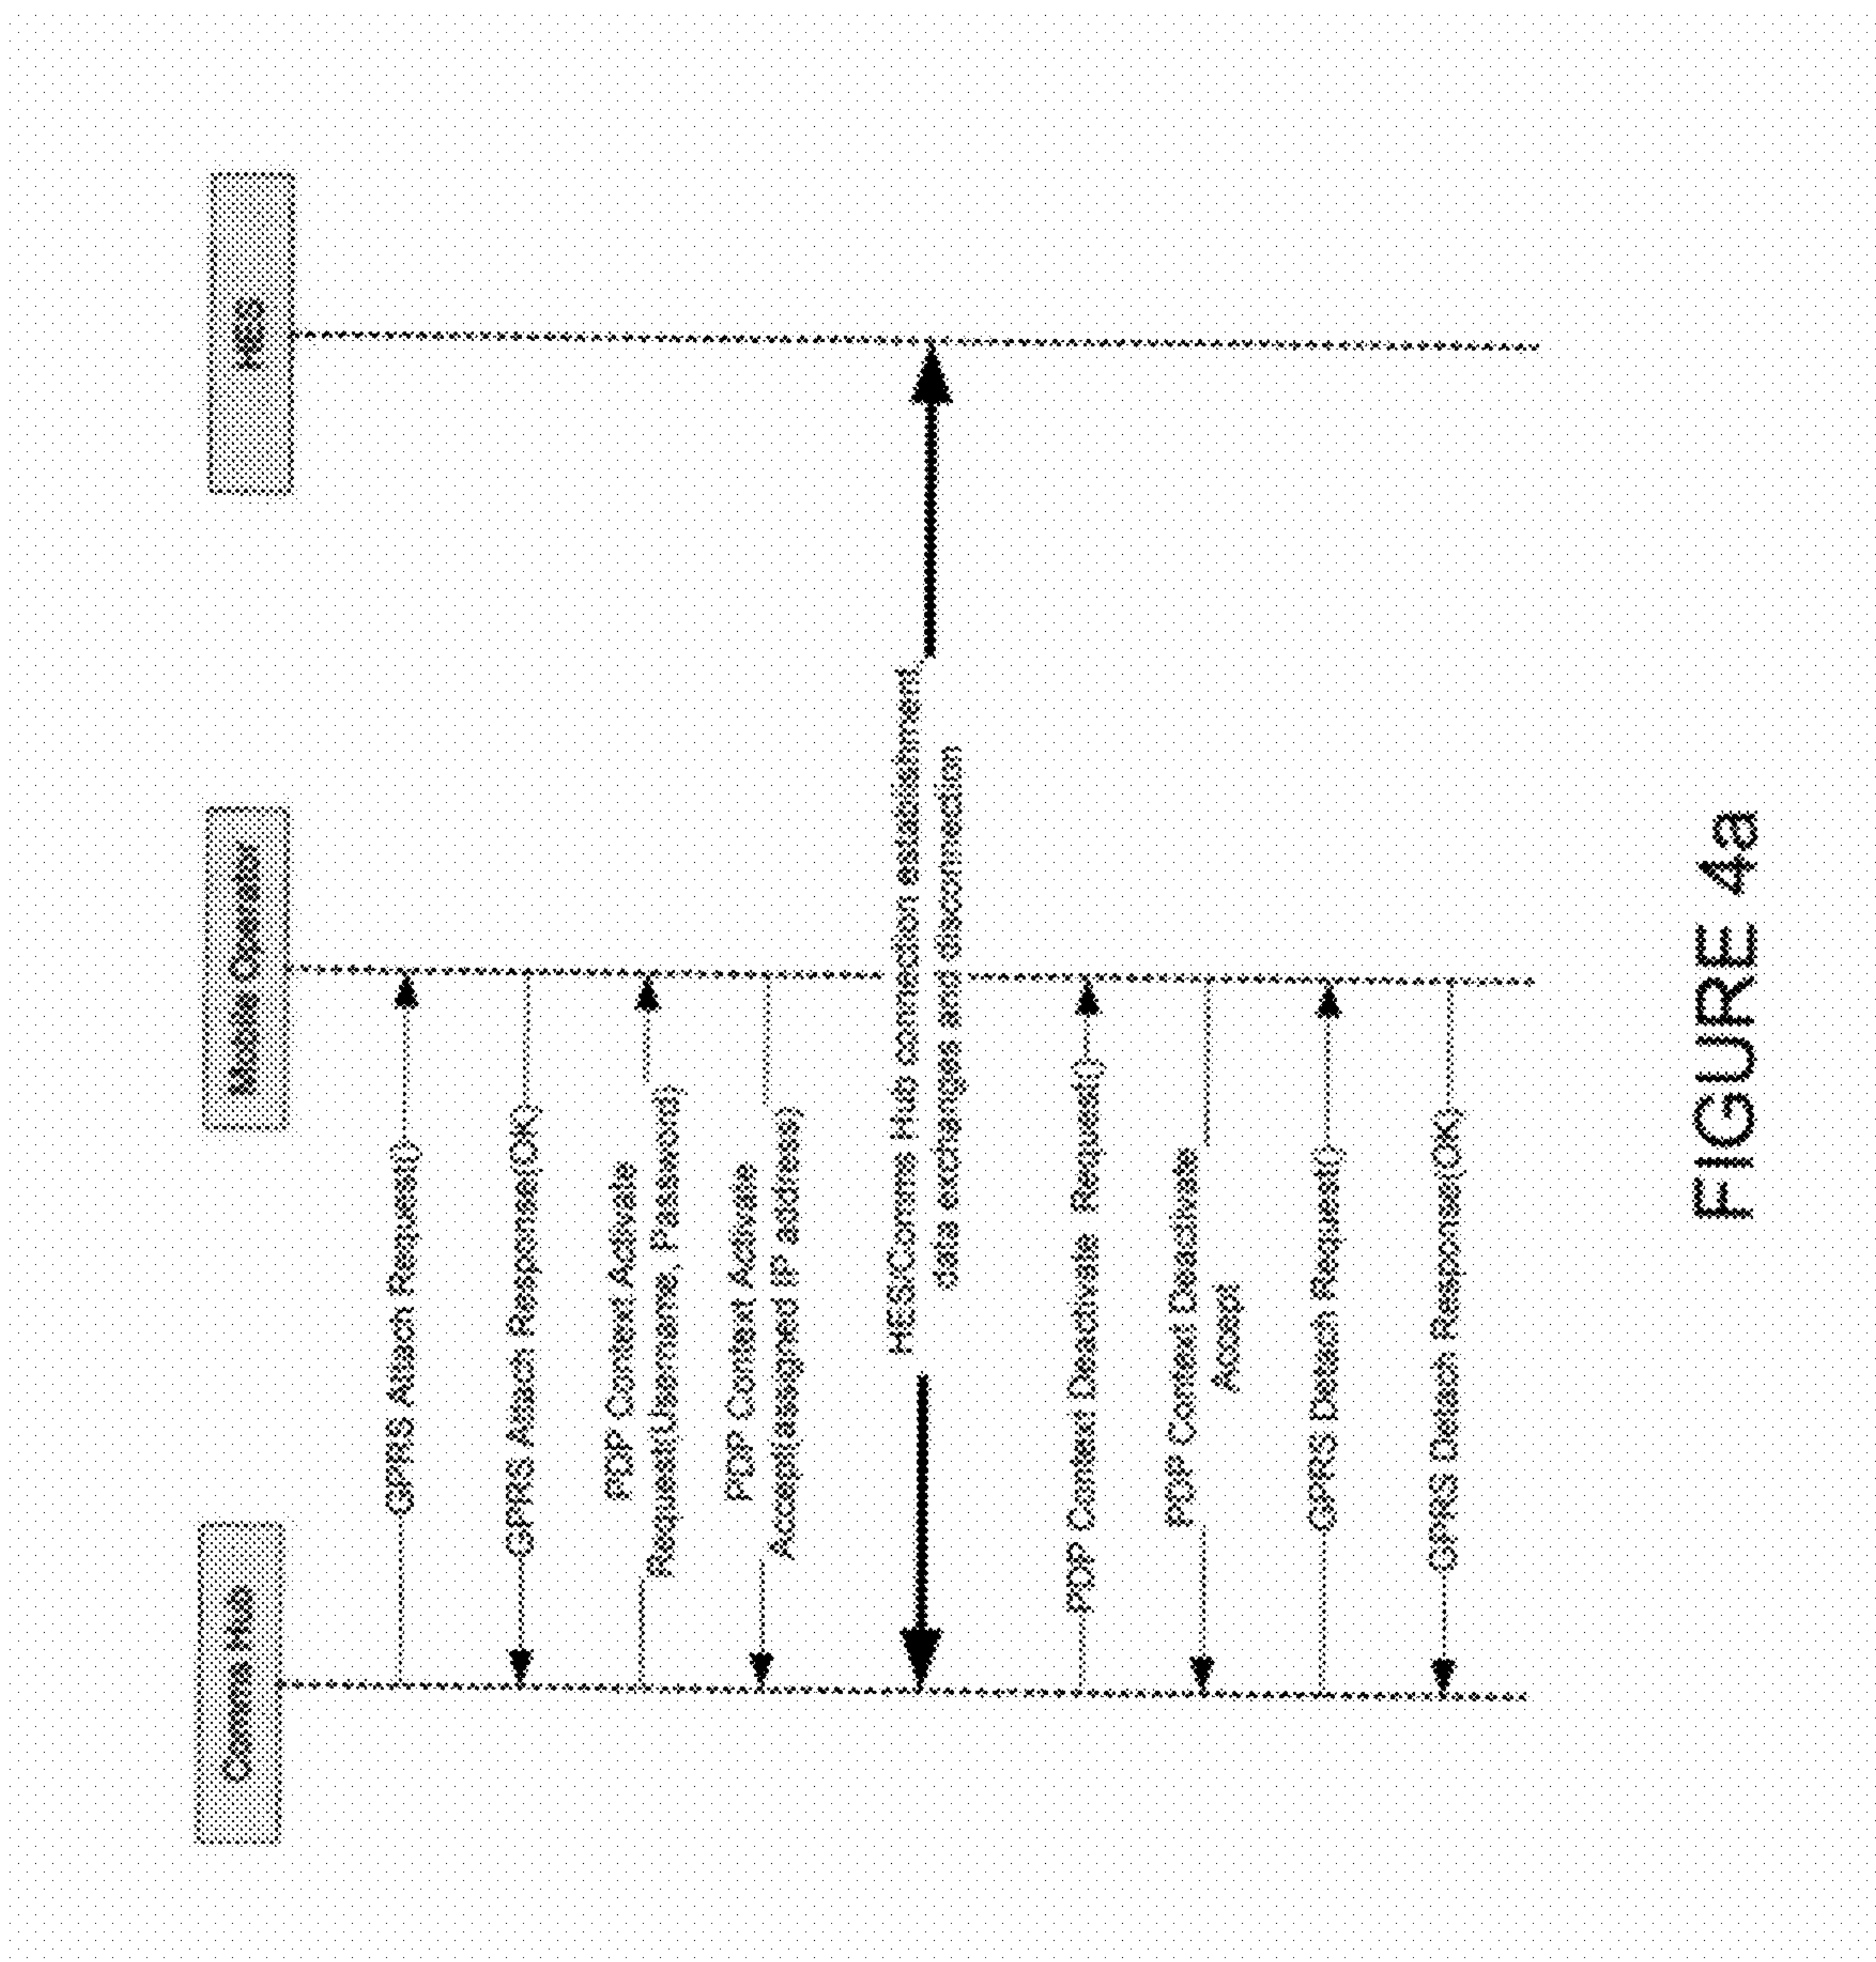 Comms Hub
Mobile Operator
HES
GPRS Attach Request()
GPRS Attach Response(OK)
PDP Context Activate
Request(Username, Password)
PDP Context Activate
Accept(assigned IP address)
HES/Comms Hub connection establishment,
data exchanges and disconnection
PDP Context Deactivate Request()
PDP Context Deactivate
Accept
GPRS Detach Request()
GPRS Detach Response(OK)
FIGURE 4a